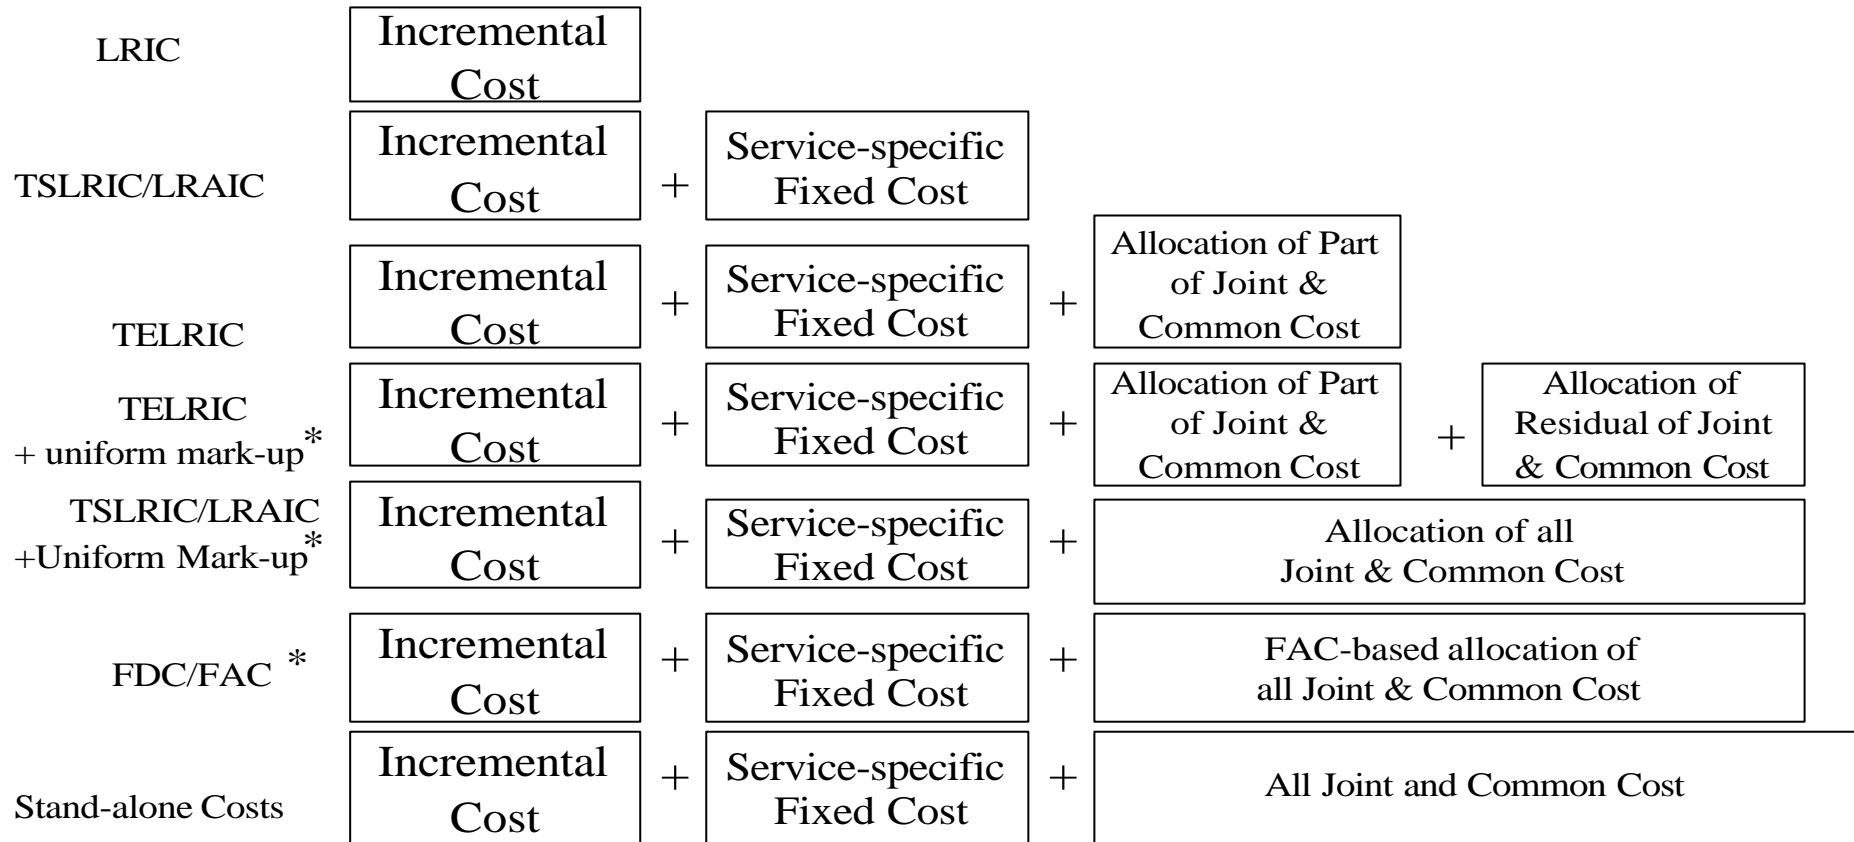 LRIC
Incremental
Cost
TSLRIC/LRAIC
Incremental
Cost
+
Service-specific
Fixed Cost
TELRIC
Incremental
Cost
+
Service-specific
Fixed Cost
+
Allocation of Part
of Joint &
Common Cost
TELRIC
+ uniform mark-up*
Incremental
Cost
+
Service-specific
Fixed Cost
+
Allocation of Part
of Joint &
Common Cost
+
Allocation of
Residual of Joint
& Common Cost
TSLRIC/LRAIC
+Uniform Mark-up*
Incremental
Cost
+
Service-specific
Fixed Cost
+
Allocation of all
Joint & Common Cost
FDC/FAC *
Incremental
Cost
+
Service-specific
Fixed Cost
+
FAC-based allocation of
all Joint & Common Cost
Stand-alone Costs
Incremental
Cost
+
Service-specific
Fixed Cost
+
All Joint and Common Cost